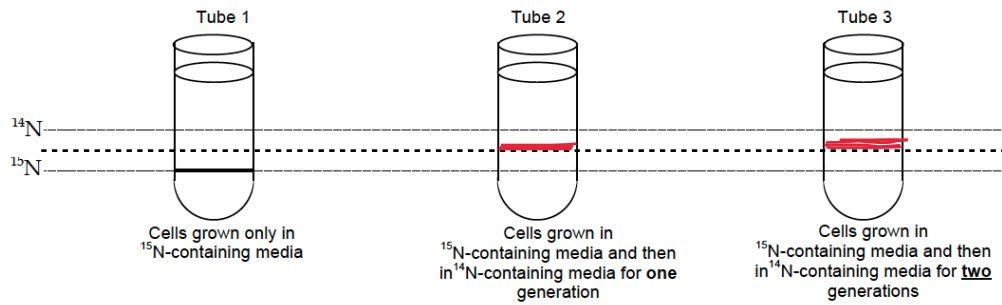 Tube 1
Tube 2
Tube 3
¹⁴N
¹⁵N
Cells grown only in
¹⁵N-containing media
Cells grown in
¹⁵N-containing media and then
in¹⁴N-containing media for one
generation
Cells grown in
¹⁵N-containing media and then
in¹⁴N-containing media for two
generations